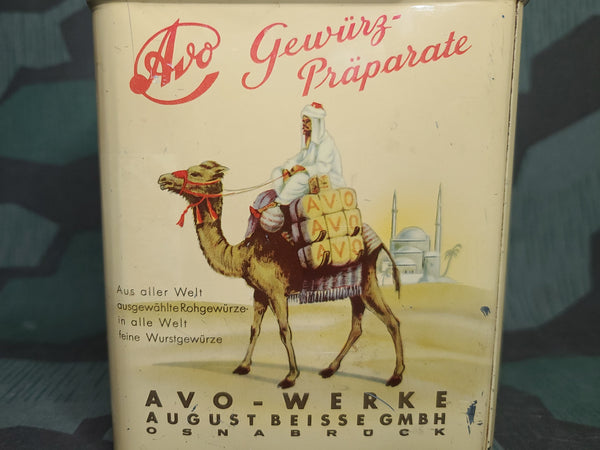 Avo
Gewürz-
Präparate
AVO
AVO
AVO
Aus aller Welt
ausgewählte Rohgewürze-
in alle Welt
feine Wurstgewürze
AVO-WERKE
AUGUST BEISSE GMBH
OSNABRÜCK